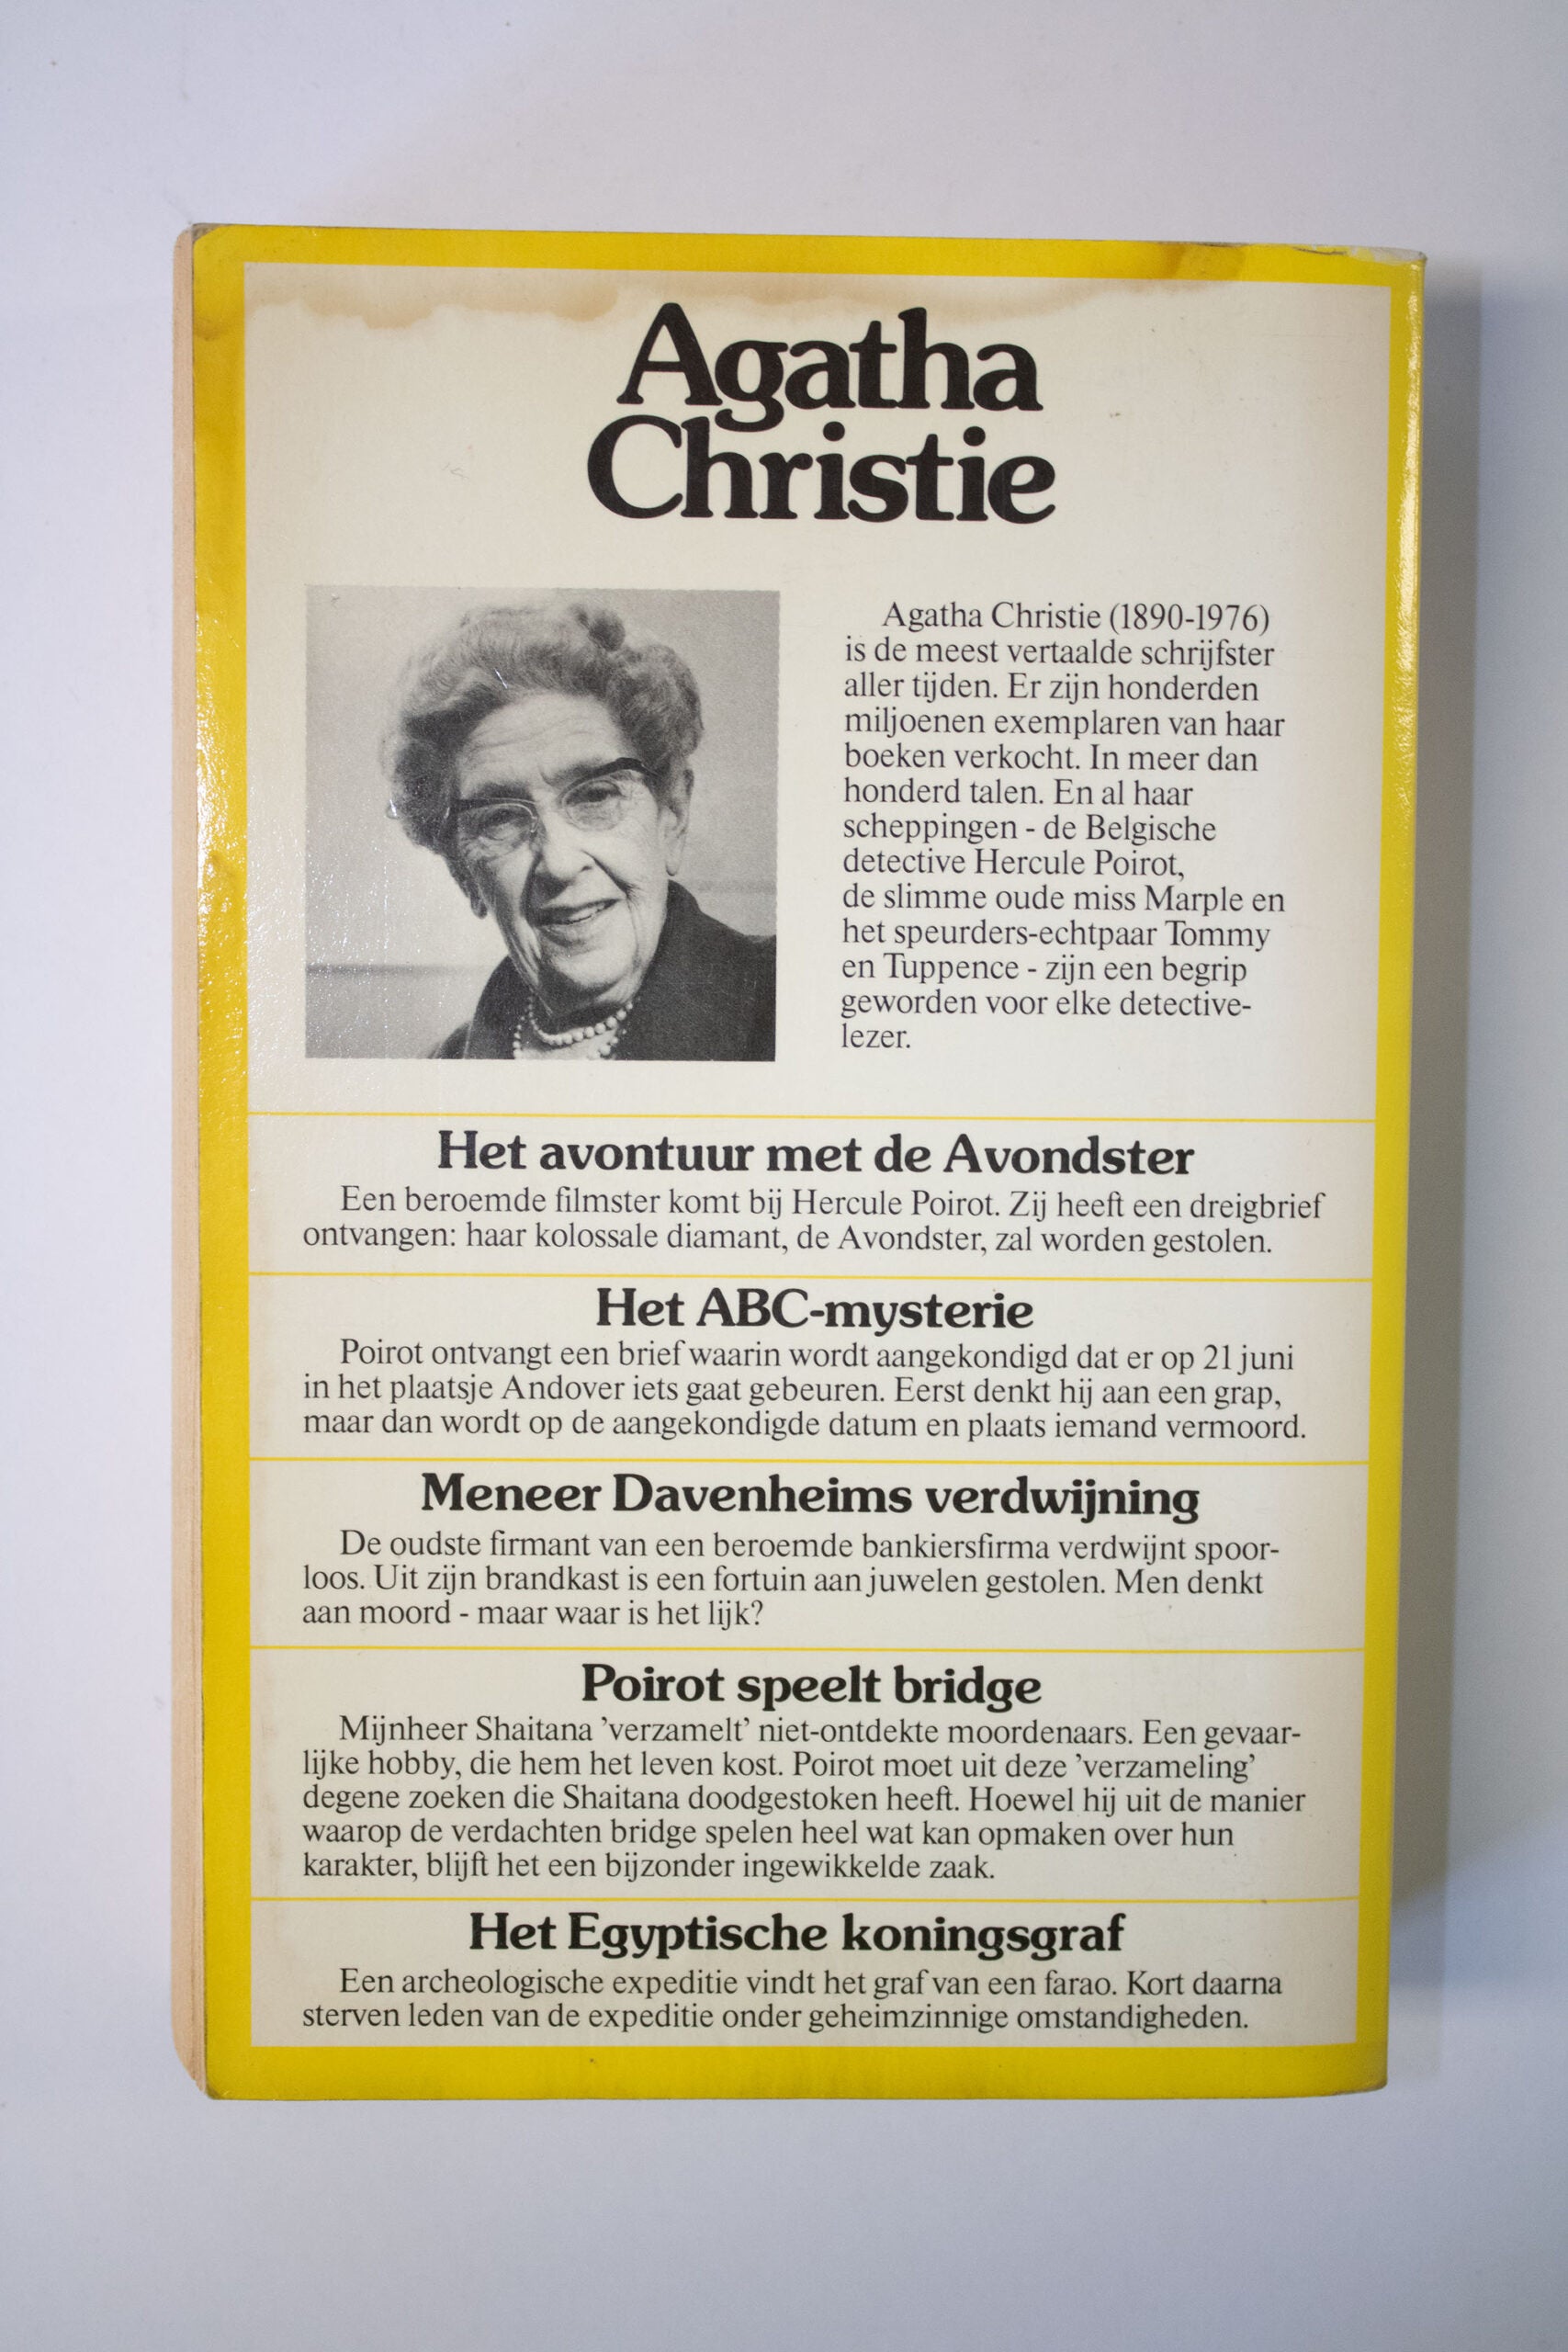 Agatha
Christie
Agatha Christie (1890-1976)
is de meest vertaalde schrijfster
aller tijden. Er zijn honderden
miljoenen exemplaren van haar
boeken verkocht. In meer dan
honderd talen. En al haar
scheppingen - de Belgische
detective Hercule Poirot,
de slimme oude miss Marple en
het speurders-echtpaar Tommy
en Tuppence - zijn een begrip
geworden voor elke detective-
lezer.
Het avontuur met de Avondster
Een beroemde filmster komt bij Hercule Poirot. Zij heeft een dreigbrief
ontvangen: haar kolossale diamant, de Avondster, zal worden gestolen.
Het ABC-mysterie
Poirot ontvangt een brief waarin wordt aangekondigd dat er op 21 juni
in het plaatsje Andover iets gaat gebeuren. Eerst denkt hij aan een grap,
maar dan wordt op de aangekondigde datum en plaats iemand vermoord.
Meneer Davenheims verdwijning
De oudste firmant van een beroemde bankiersfirma verdwijnt spoor-
loos. Uit zijn brandkast is een fortuin aan juwelen gestolen. Men denkt
aan moord - maar waar is het lijk?
Poirot speelt bridge
Mijnheer Shaitana ’verzamelt’ niet-ontdekte moordenaars. Een gevaar-
lijke hobby, die hem het leven kost. Poirot moet uit deze ’verzameling’
degene zoeken die Shaitana doodgestoken heeft. Hoewel hij uit de manier
waarop de verdachten bridge spelen heel wat kan opmaken over hun
karakter, blijft het een bijzonder ingewikkelde zaak.
Het Egyptische koningsgraf
Een archeologische expeditie vindt het graf van een farao. Kort daarna
sterven leden van de expeditie onder geheimzinnige omstandigheden.